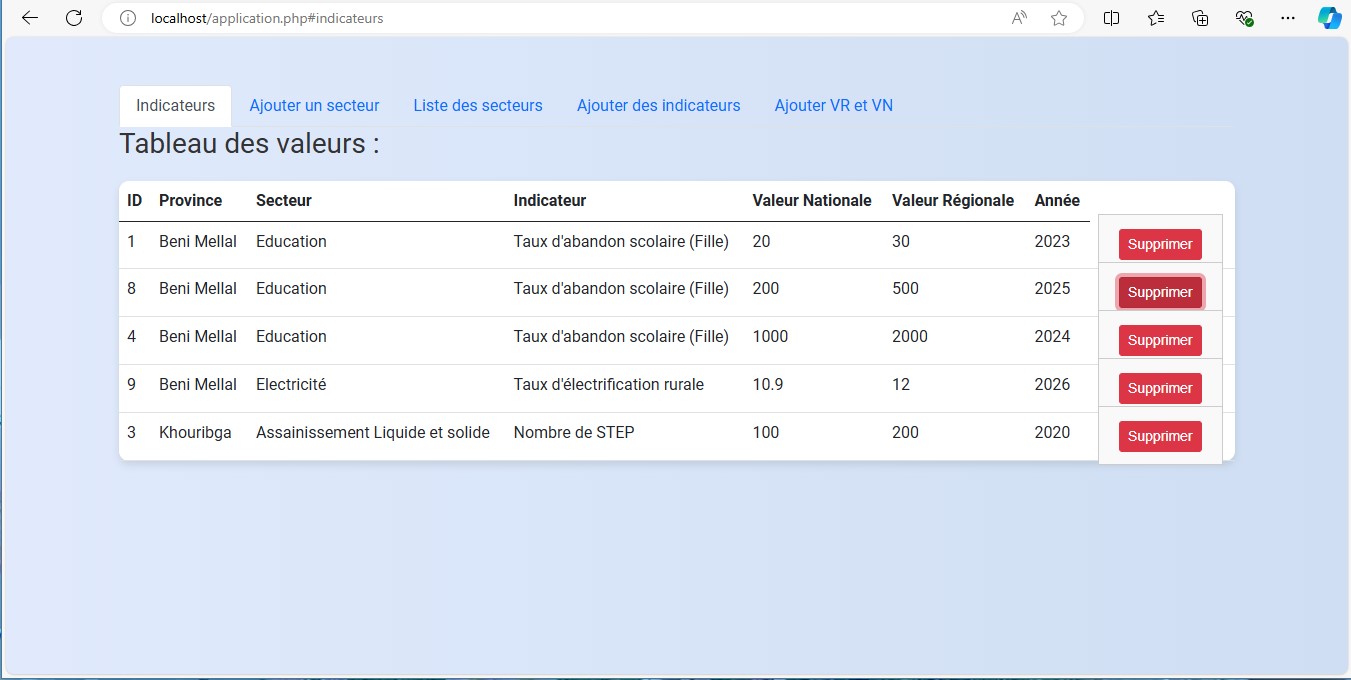 localhost/application.php#indicateurs
Indicateurs Ajouter un secteur Liste des secteurs Ajouter des indicateurs Ajouter VR et VN
Tableau des valeurs :
ID Province Secteur Indicateur Valeur Nationale Valeur Régionale Année
1 Beni Mellal Education Taux d'abandon scolaire (Fille) 20 30 2023 Supprimer
8 Beni Mellal Education Taux d'abandon scolaire (Fille) 200 500 2025 Supprimer
4 Beni Mellal Education Taux d'abandon scolaire (Fille) 1000 2000 2024 Supprimer
9 Beni Mellal Electricité Taux d'électrification rurale 10.9 12 2026 Supprimer
3 Khouribga Assainissement Liquide et solide Nombre de STEP 100 200 2020 Supprimer